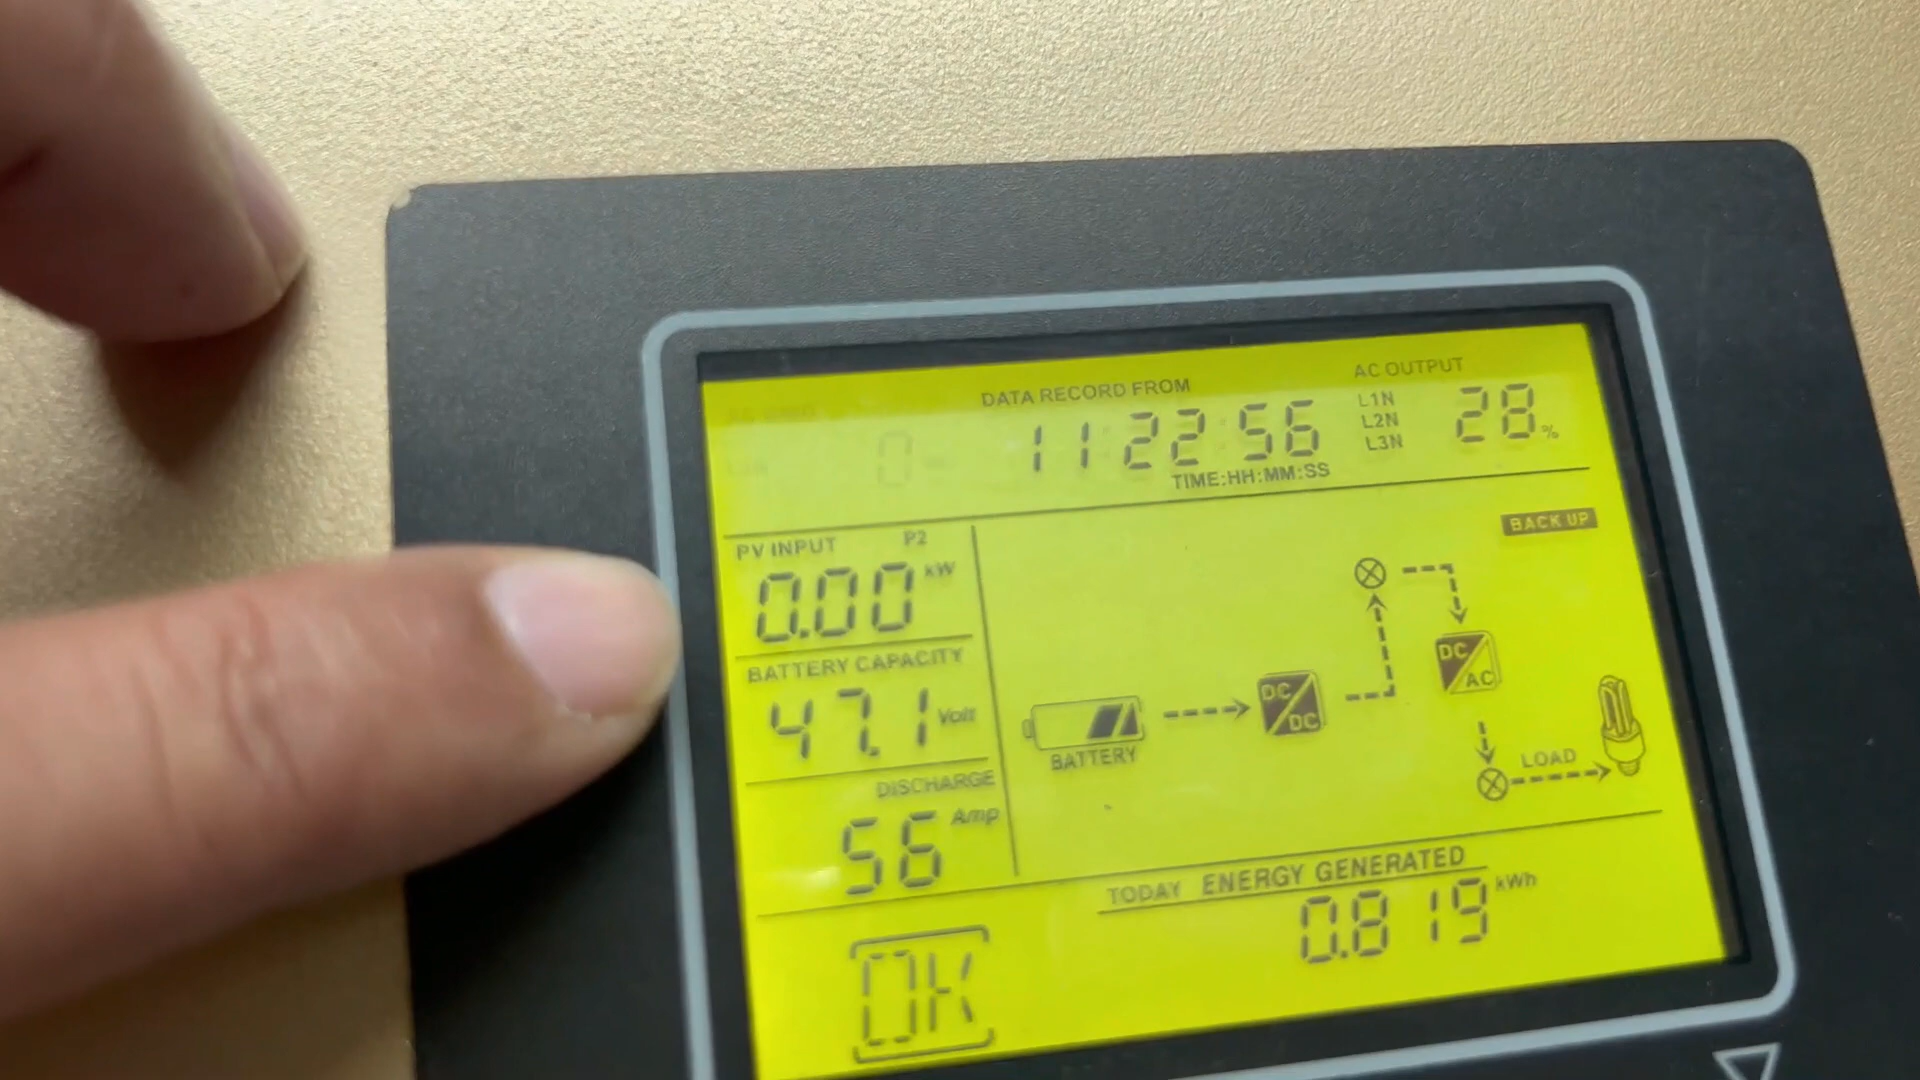 DATA RECORD FROM
11:22:56
TIME:HH:MM:SS
AC OUTPUT
L1N
L2N
L3N
28%
PV INPUT P2
0.00 kW
BATTERY CAPACITY
47.1 Volt
DISCHARGE
56 Amp
BACK UP
DC
AC
DC
DC
BATTERY
LOAD
TODAY ENERGY GENERATED
0.819 kWh
OK